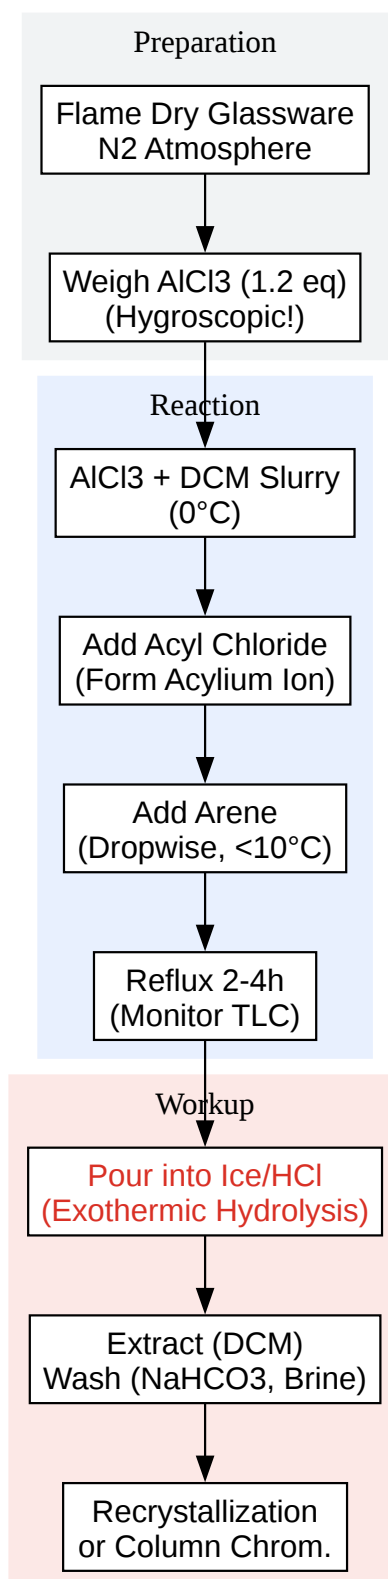 Preparation
Flame Dry Glassware
N2 Atmosphere
Weigh AlCl3 (1.2 eq)
(Hygroscopic!)
Reaction
AlCl3 + DCM Slurry
(0°C)
Add Acyl Chloride
(Form Acylium Ion)
Add Arene
(Dropwise, <10°C)
Reflux 2-4h
(Monitor TLC)
Workup
Pour into Ice/HCl
(Exothermic Hydrolysis)
Extract (DCM)
Wash (NaHCO3, Brine)
Recrystallization
or Column Chrom.